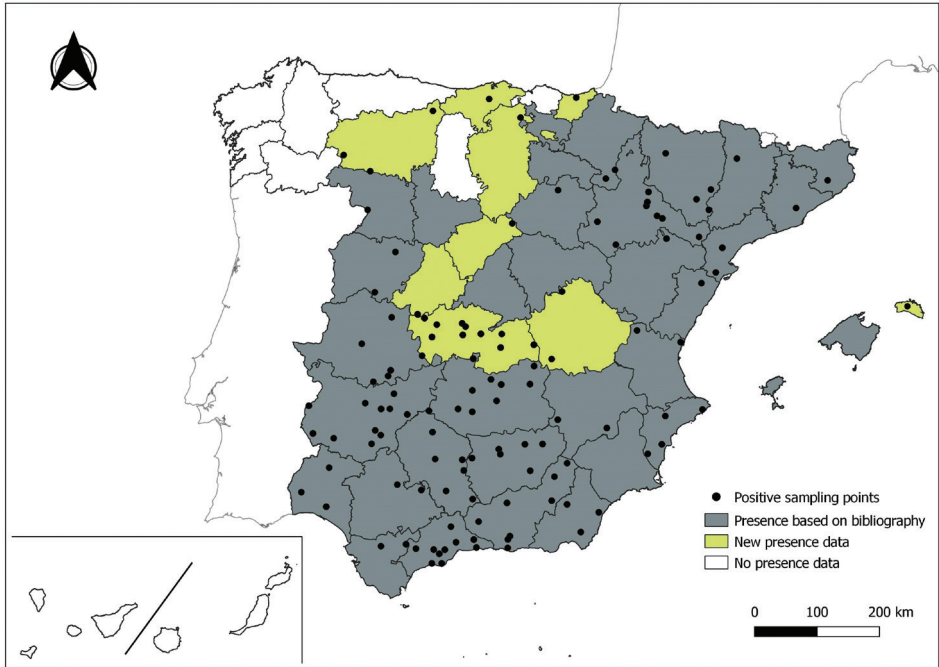 Positive sampling points
Presence based on bibliography
New presence data
No presence data
0 100 200 km